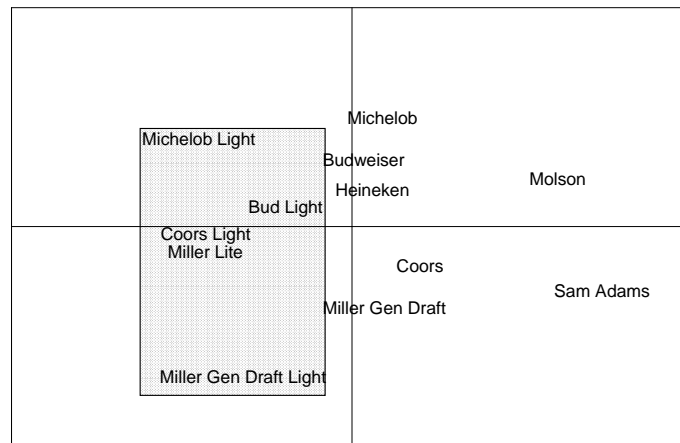 Michelob
Michelob Light
Budweiser
Molson
Heineken
Bud Light
Coors Light
Miller Lite
Coors
Sam Adams
Miller Gen Draft
Miller Gen Draft Light